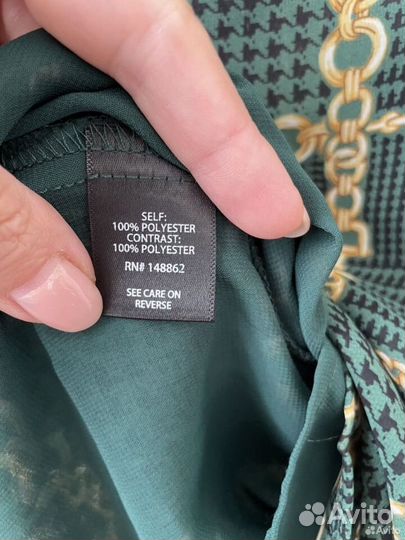 SELF:
100% POLYESTER
CONTRAST:
100% POLYESTER
RN# 148862
SEE CARE ON
REVERSE
Avito